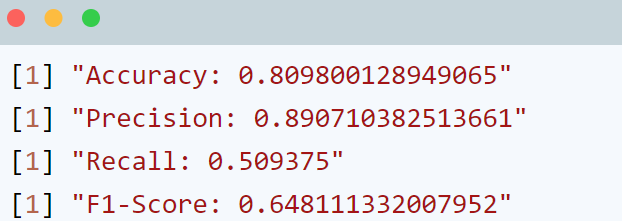 [1] "Accuracy: 0.809800128949065"
[1] "Precision: 0.890710382513661"
[1] "Recall: 0.509375"
[1] "F1-Score: 0.648111332007952"